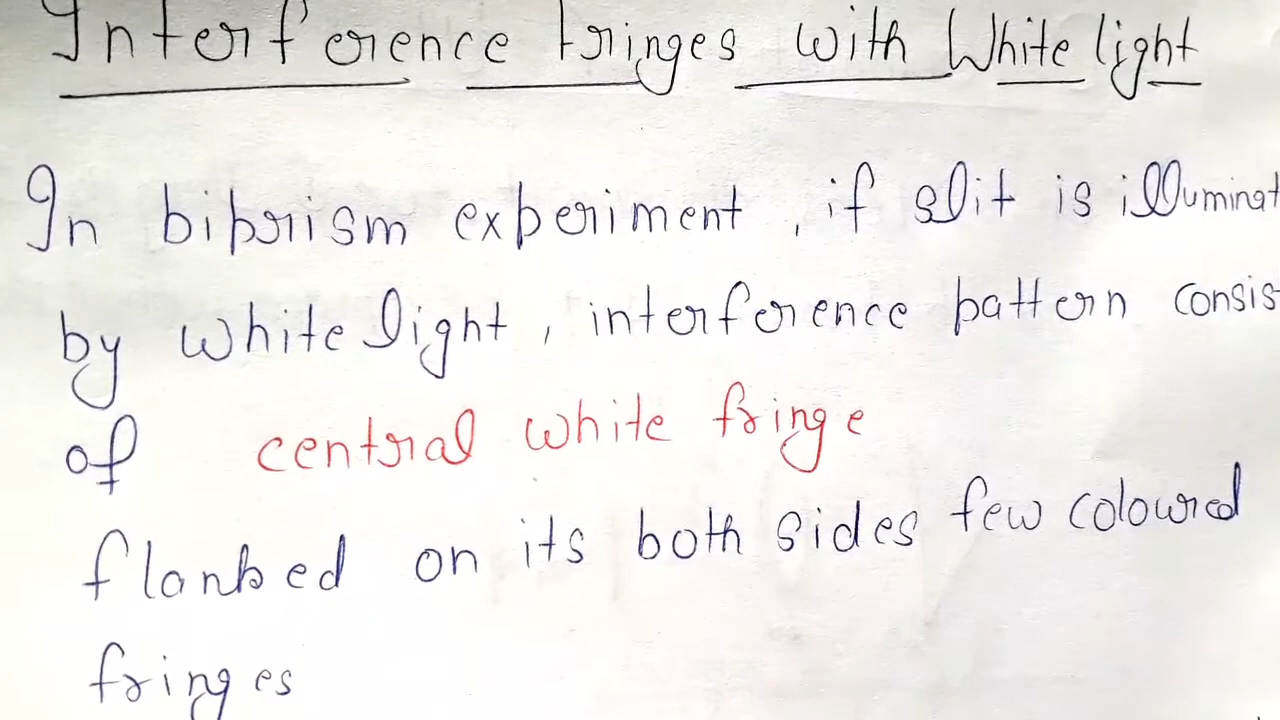 Interference fringes with White light
In biprism experiment, if slit is illuminat
by white light, interference pattern consis
of central white fringe
flanked on its both sides few coloured
fringes